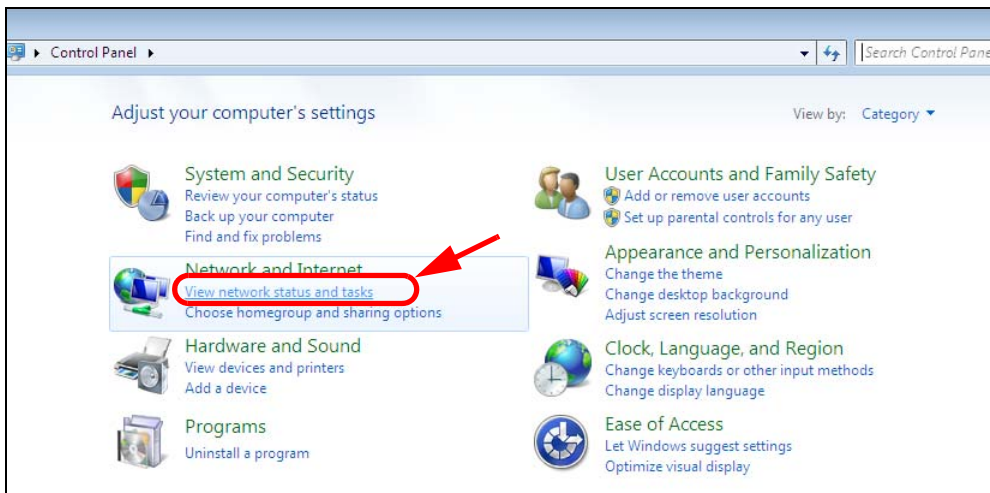 Control Panel
Search Control Pane
Adjust your computer's settings
View by: Category
System and Security
Review your computer's status
Back up your computer
Find and fix problems
Network and Internet
View network status and tasks
Choose homegroup and sharing options
Hardware and Sound
View devices and printers
Add a device
Programs
Uninstall a program
User Accounts and Family Safety
Add or remove user accounts
Set up parental controls for any user
Appearance and Personalization
Change the theme
Change desktop background
Adjust screen resolution
Clock, Language, and Region
Change keyboards or other input methods
Change display language
Ease of Access
Let Windows suggest settings
Optimize visual display